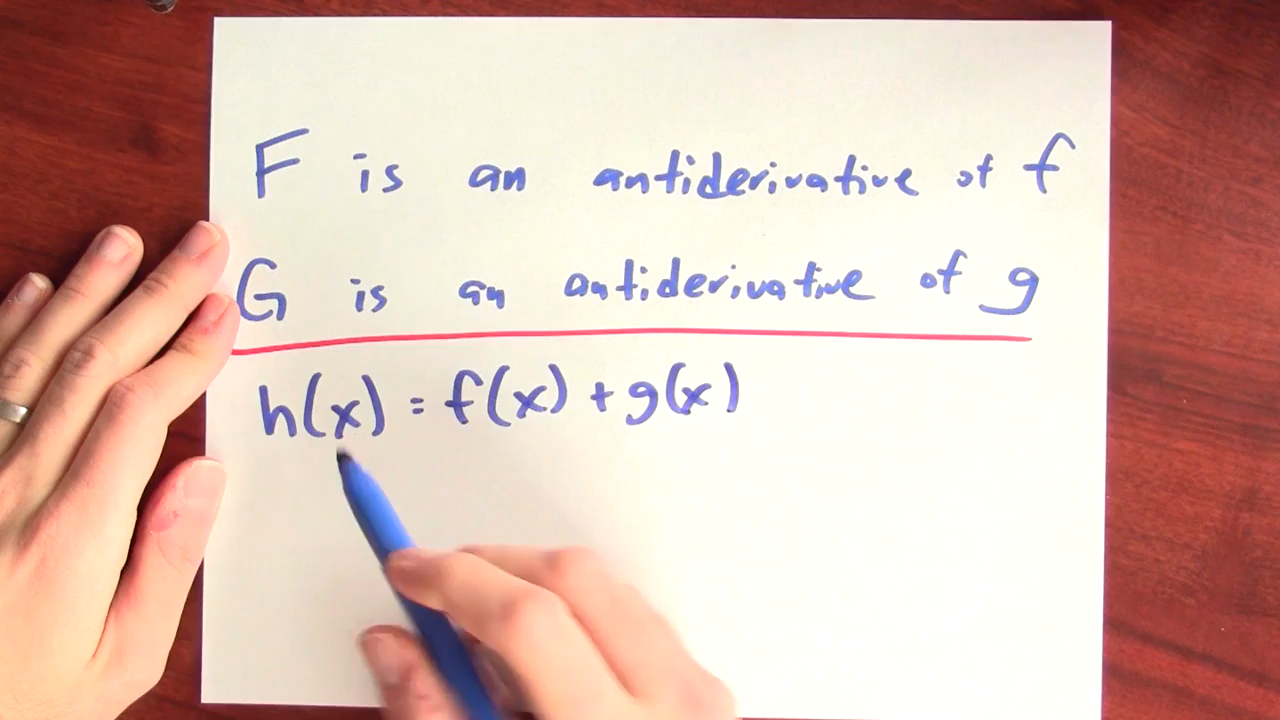 F is an antiderivative of f
G is an antiderivative of g
h(x) = f(x) + g(x)